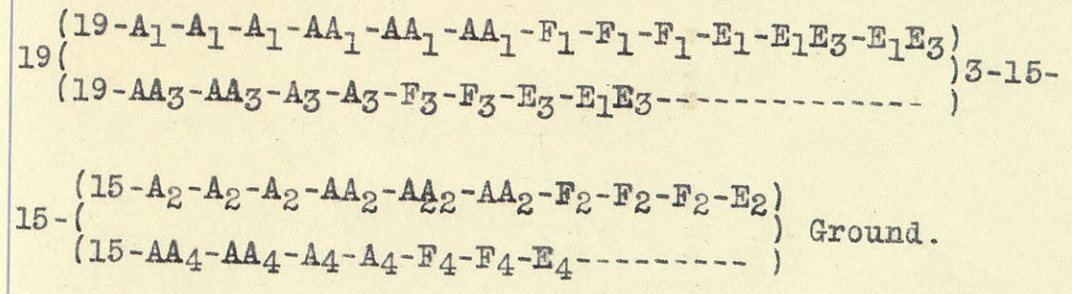 (19-A1-A1-A1-AA1-AA1-AA1-F1-F1-F1-E1-E1E3-E1E3)
19( )3-15-
(19-AA3-AA3-A3-A3-F3-F3-E3-E1E3-------------- )
(15-A2-A2-A2-AA2-AA22-AA2-F2-F2-F2-E2)
15-( ) Ground.
(15-AA4-AA4-A4-A4-F4-F4-E4--------- )